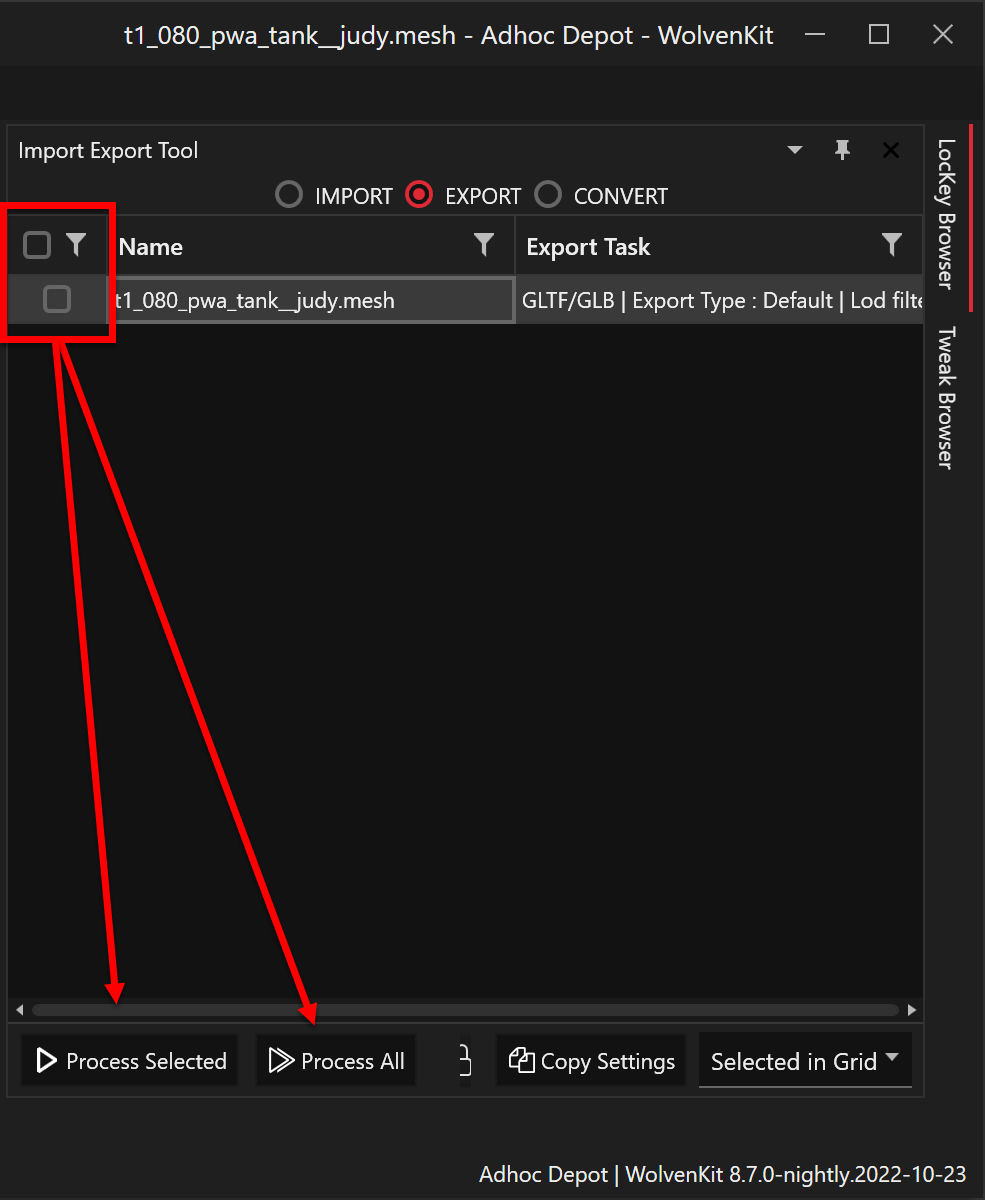 t1_080_pwa_tank__judy.mesh - Adhoc Depot - WolvenKit
Import Export Tool
IMPORT EXPORT CONVERT
Name Export Task
t1_080_pwa_tank__judy.mesh GLTF/GLB | Export Type : Default | Lod filte
LocKey Browser
Tweak Browser
Process Selected Process All Copy Settings Selected in Grid
Adhoc Depot | WolvenKit 8.7.0-nightly.2022-10-23